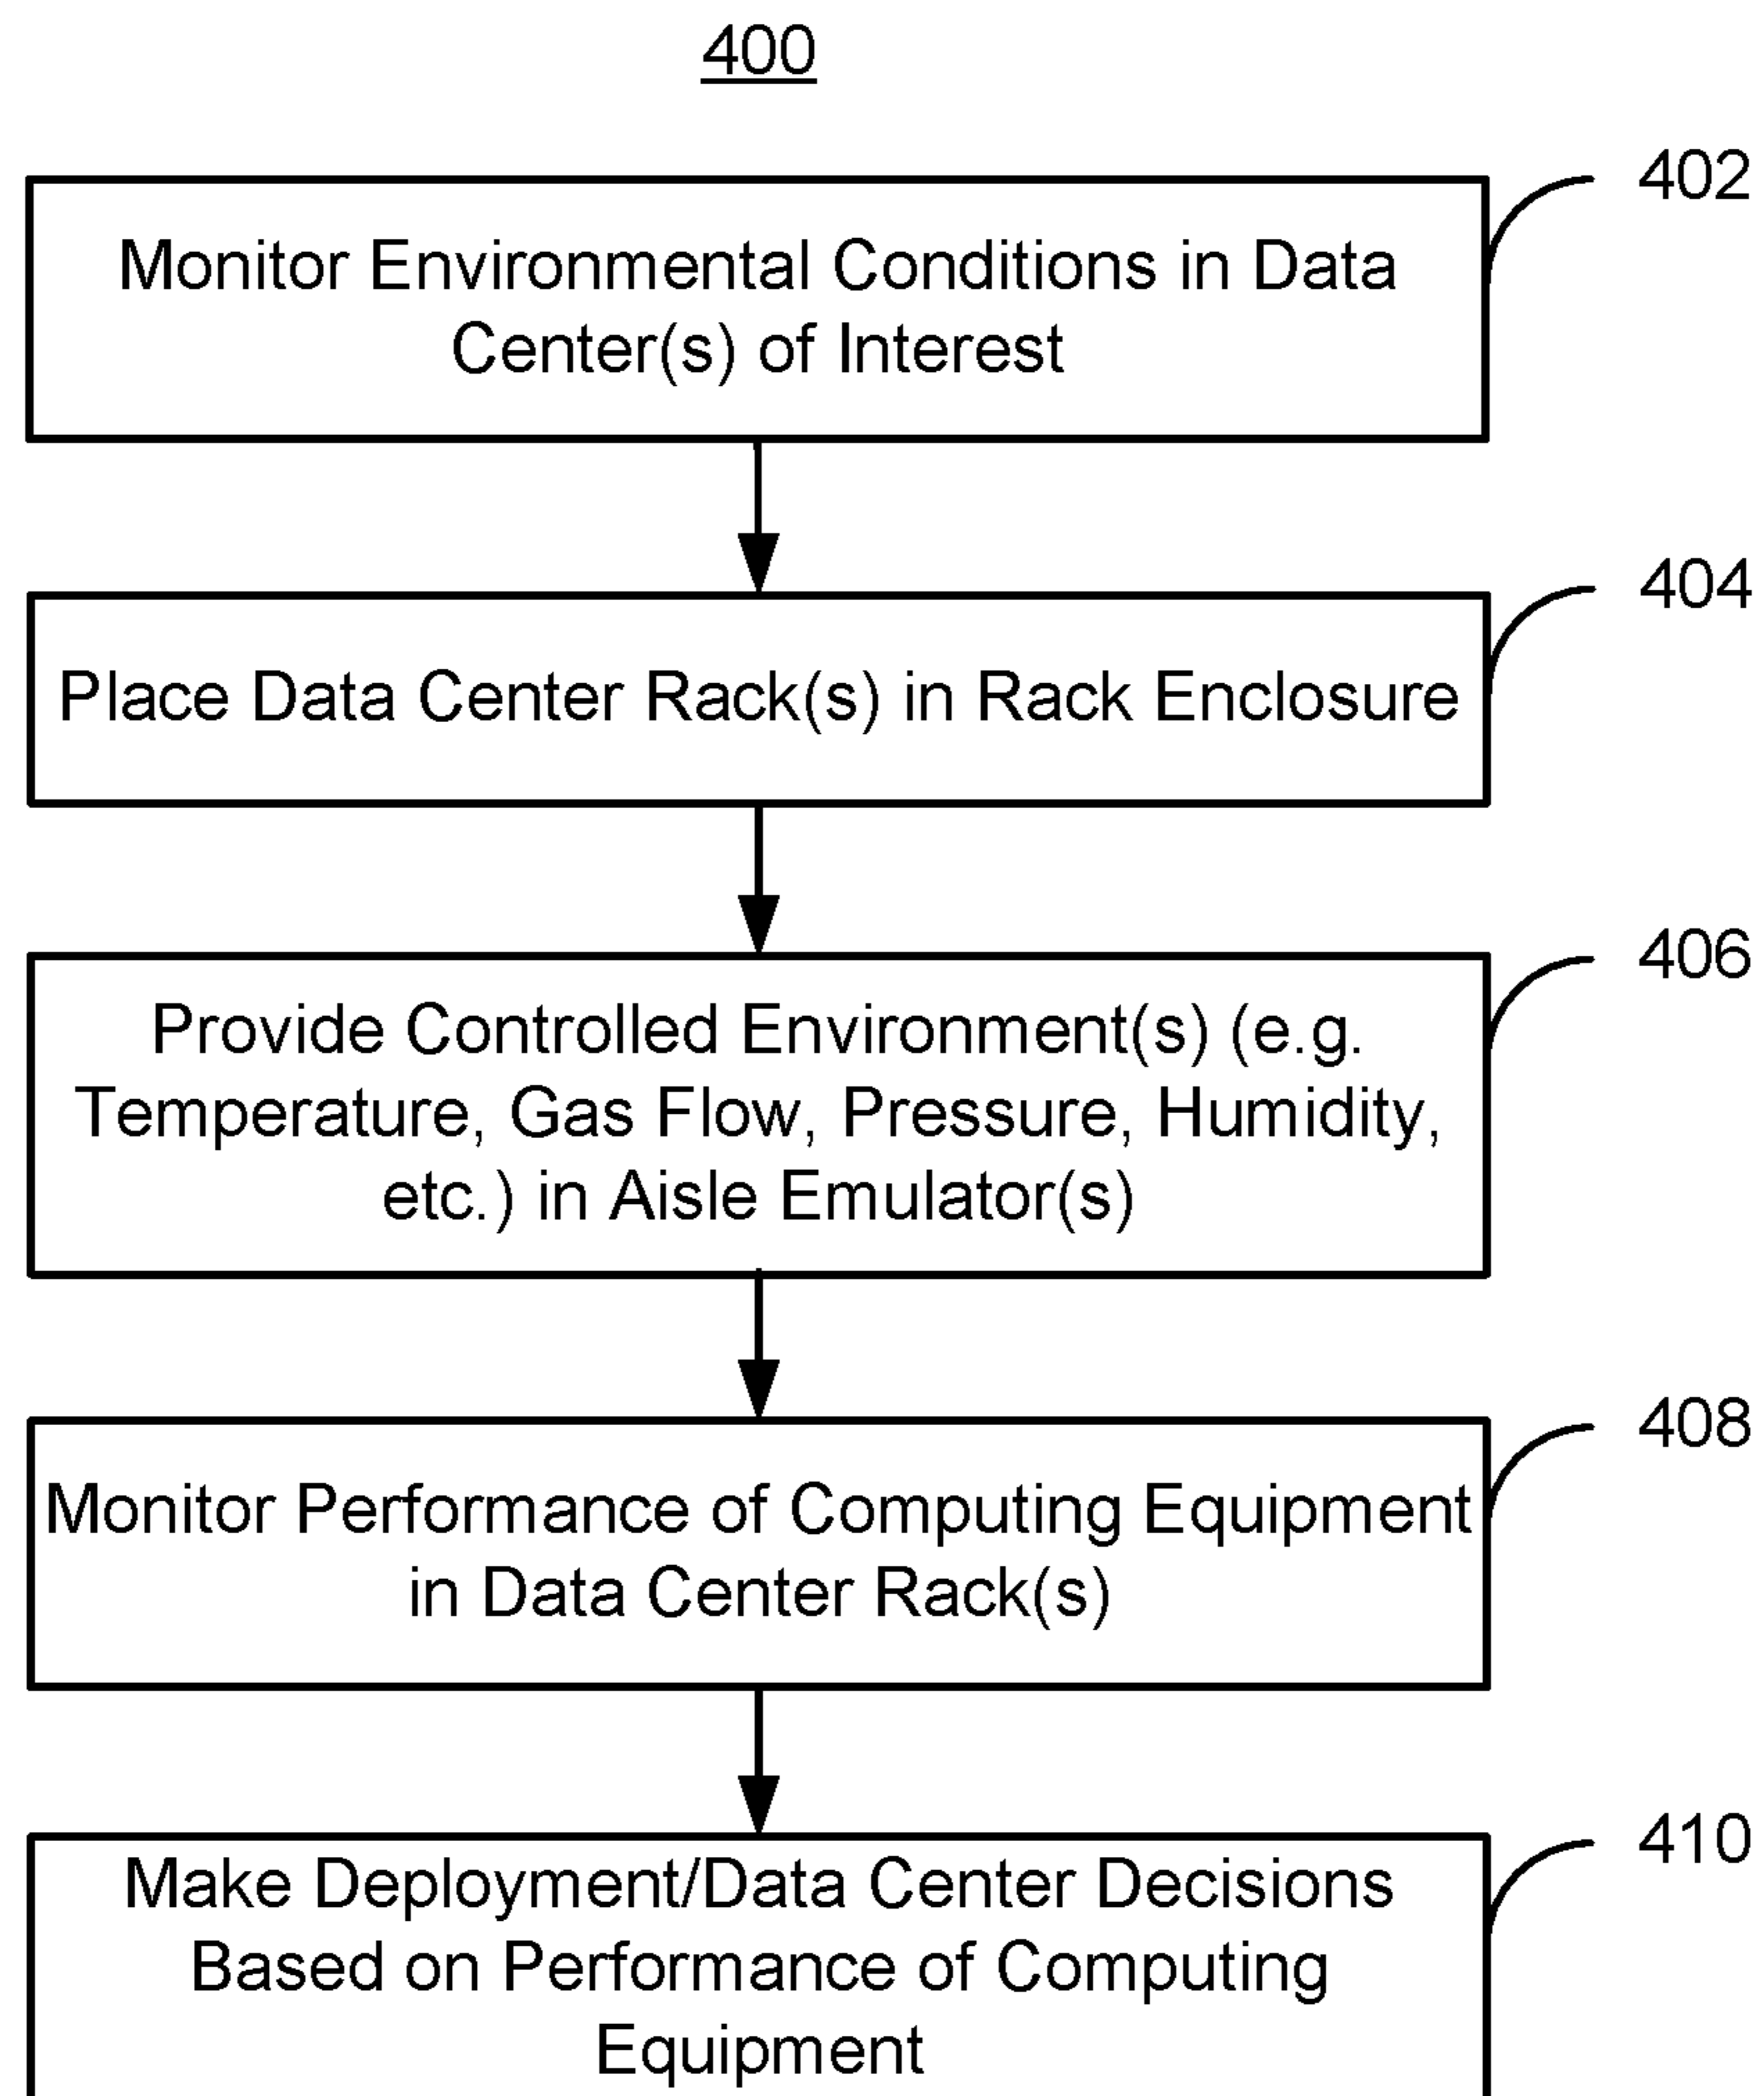 400
402
Monitor Environmental Conditions in Data
Center(s) of Interest
404
Place Data Center Rack(s) in Rack Enclosure
406
Provide Controlled Environment(s) (e.g.
Temperature, Gas Flow, Pressure, Humidity,
etc.) in Aisle Emulator(s)
408
Monitor Performance of Computing Equipment
in Data Center Rack(s)
410
Make Deployment/Data Center Decisions
Based on Performance of Computing
Equipment